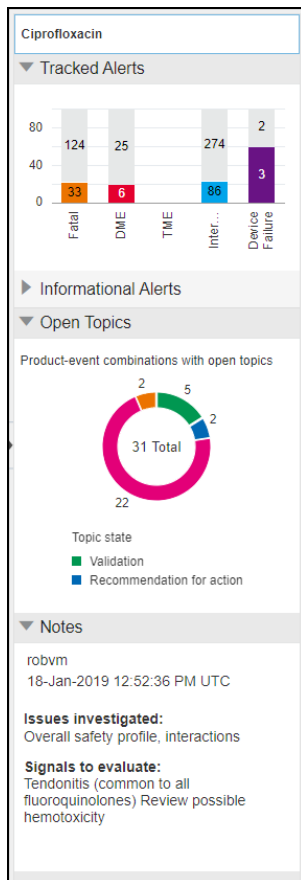 Ciprofloxacin
Tracked Alerts
80
40
0
124
25
274
2
33
6
86
3
Fatal
DME
TME
Inter...
Device
Failure
Informational Alerts
Open Topics
Product-event combinations with open topics
2
5
2
31 Total
22
Topic state
Validation
Recommendation for action
Notes
robvm
18-Jan-2019 12:52:36 PM UTC
Issues investigated:
Overall safety profile, interactions
Signals to evaluate:
Tendonitis (common to all
fluoroquinolones) Review possible
hemotoxicity